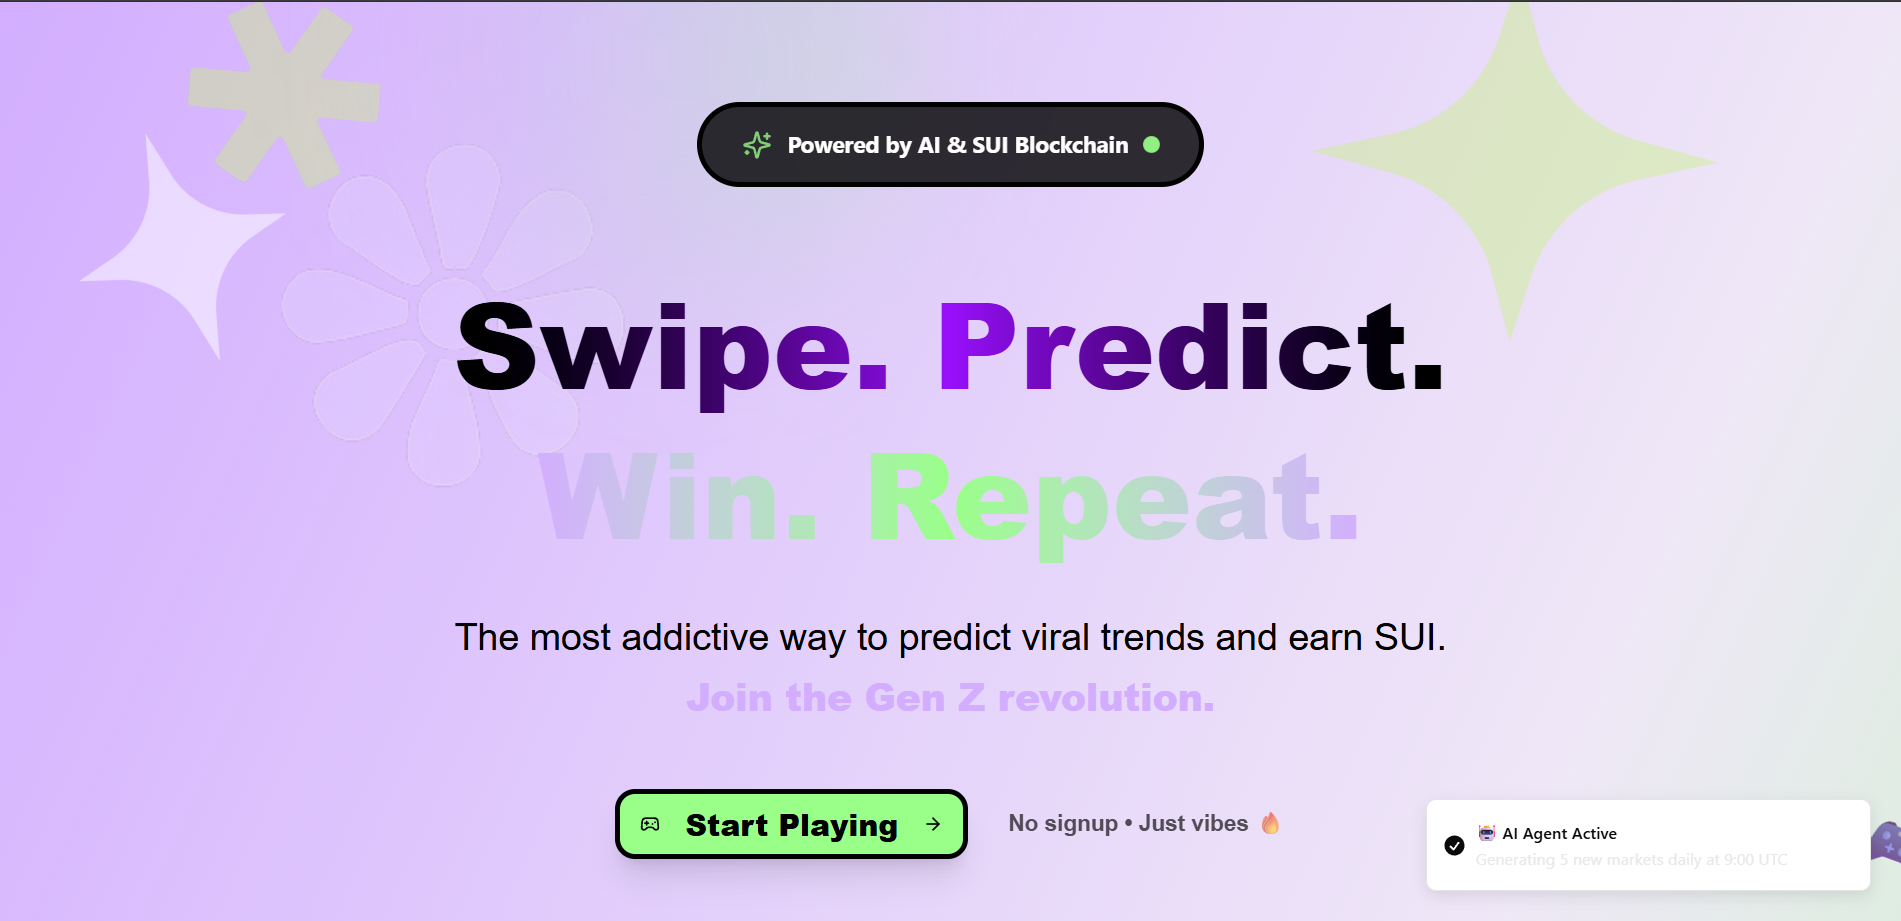 Powered by AI & SUI Blockchain
Swipe. Predict.
Win. Repeat.
The most addictive way to predict viral trends and earn SUI.
Join the Gen Z revolution.
Start Playing
No signup • Just vibes 🔥
🤖 AI Agent Active
Generating 5 new markets daily at 9:00 UTC